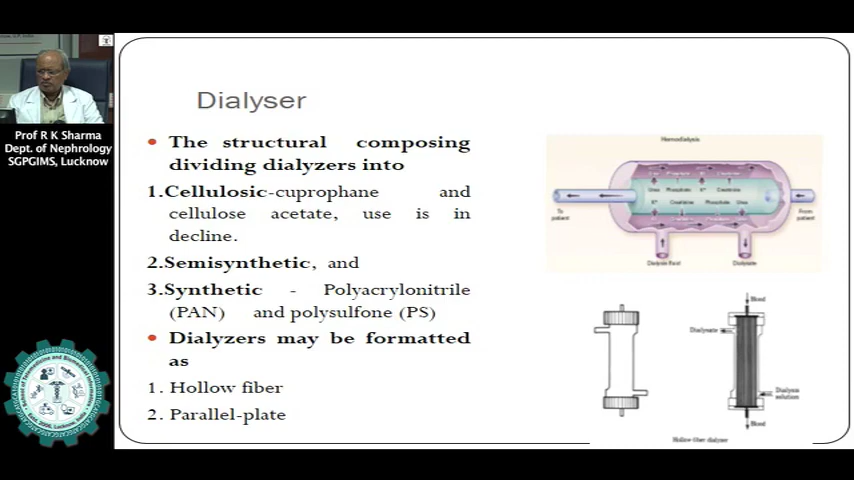 Prof R K Sharma
Dept. of Nephrology
SGPGIMS, Lucknow
Dialyser
• The structural composing
dividing dialyzers into
1.Cellulosic-cuprophane and
cellulose acetate, use is in
decline.
2.Semisynthetic, and
3.Synthetic - Polyacrylonitrile
(PAN) and polysulfone (PS)
• Dialyzers may be formatted
as
1. Hollow fiber
2. Parallel-plate
Hemodialysis
Urea Phosphate K+ Creatinine
K+ Creatinine Phosphate Urea
To
patient
From
patient
Dialysis fluid
Dialysate
Blood
Dialysate
Dialysis
solution
Blood
Hollow fiber dialyser